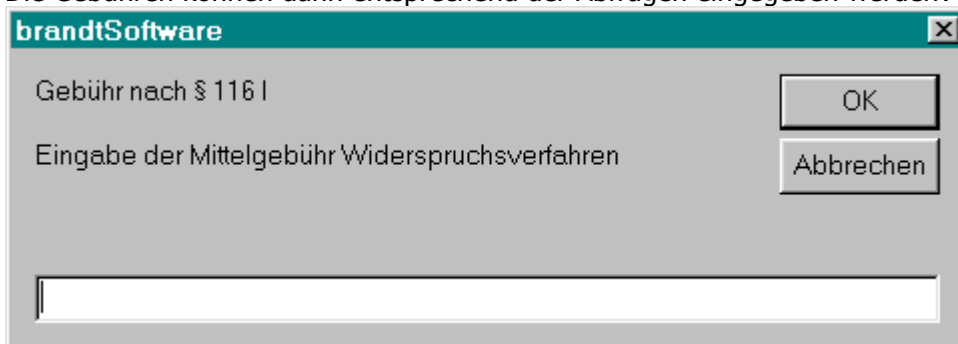 Die Gebühren können dann entsprechend der Abfragen eingegeben werden.
brandtSoftware
Gebühr nach § 116 I
OK
Eingabe der Mittelgebühr Widerspruchsverfahren
Abbrechen